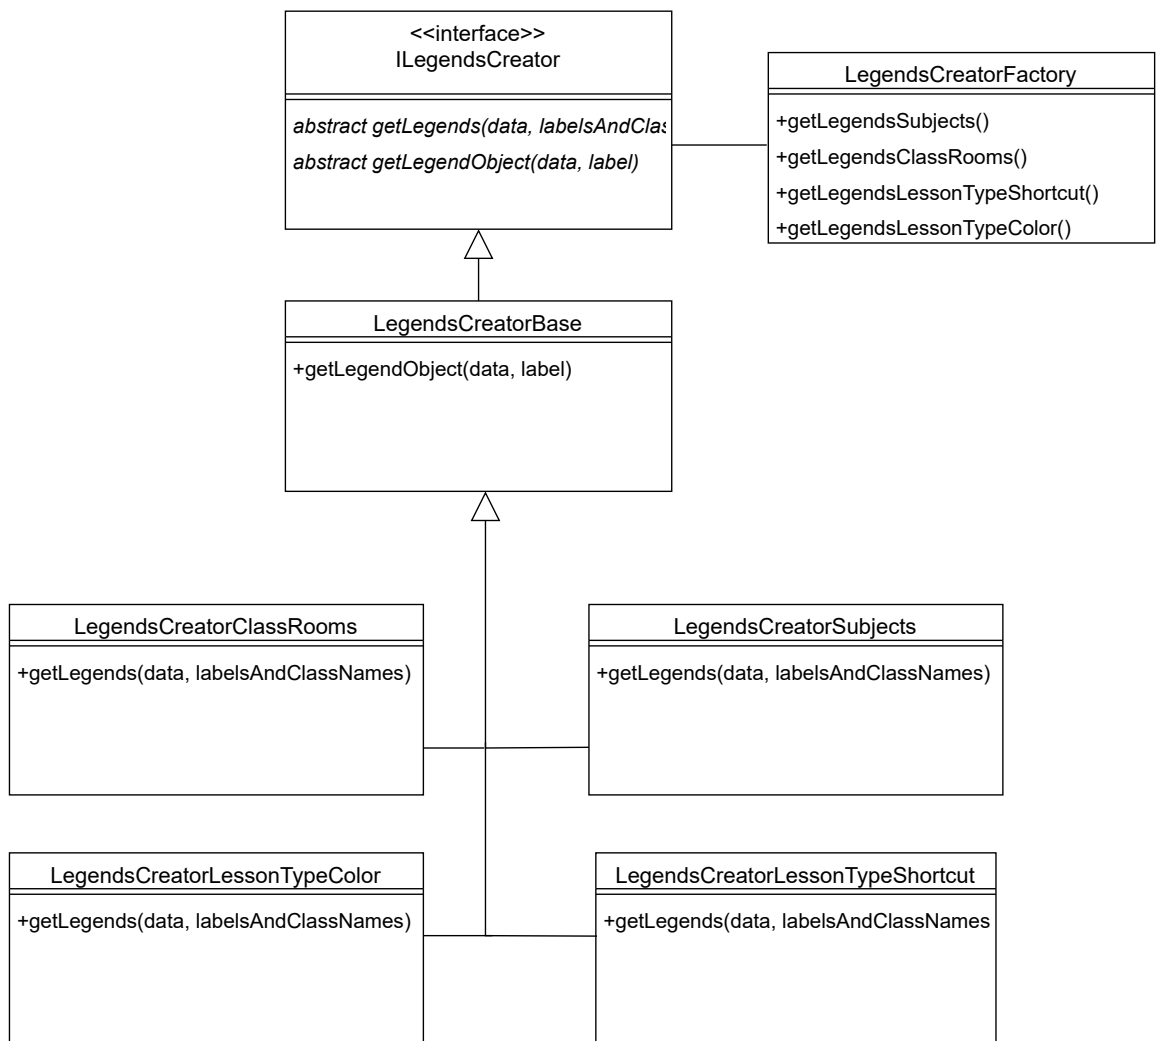 <<interface>>
ILegendsCreator
abstract getLegends(data, labelsAndClas
abstract getLegendObject(data, label)
LegendsCreatorFactory
+getLegendsSubjects()
+getLegendsClassRooms()
+getLegendsLessonTypeShortcut()
+getLegendsLessonTypeColor()
LegendsCreatorBase
+getLegendObject(data, label)
LegendsCreatorClassRooms
+getLegends(data, labelsAndClassNames)
LegendsCreatorSubjects
+getLegends(data, labelsAndClassNames)
LegendsCreatorLessonTypeColor
+getLegends(data, labelsAndClassNames)
LegendsCreatorLessonTypeShortcut
+getLegends(data, labelsAndClassNames